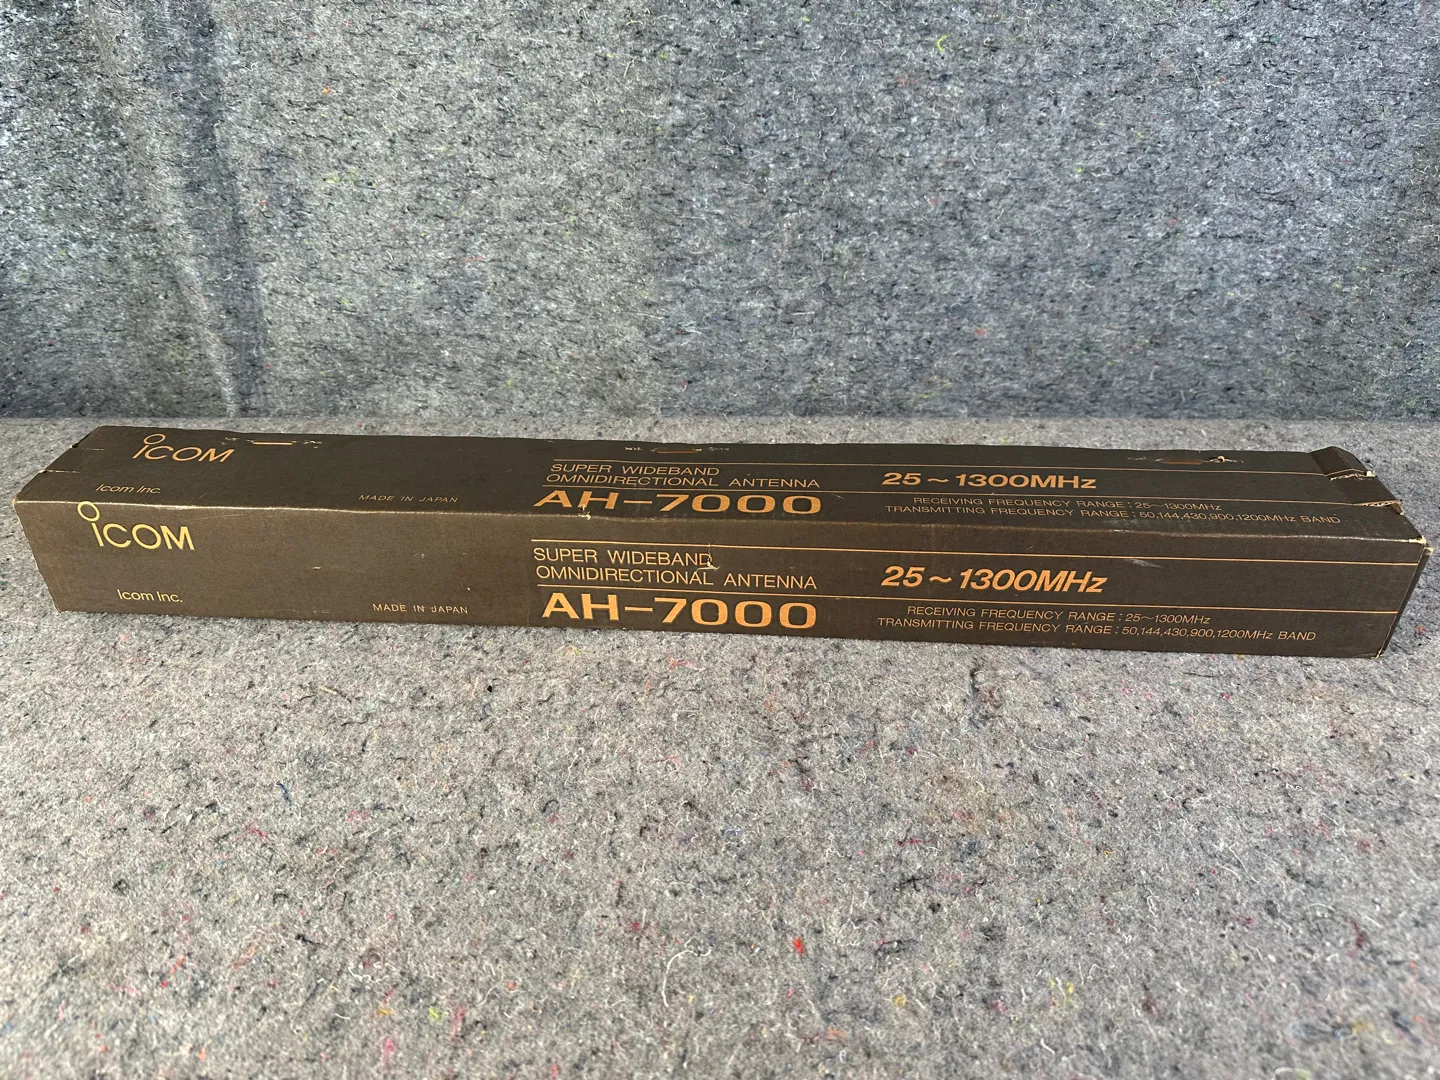 ICOM
Icom Inc.
MADE IN JAPAN
SUPER WIDEBAND
OMNIDIRECTIONAL ANTENNA
AH-7000
25~1300MHz
RECEIVING FREQUENCY RANGE : 25~1300MHz
TRANSMITTING FREQUENCY RANGE : 50,144,430,900,1200MHz BAND
ICOM
Icom Inc.
MADE IN JAPAN
SUPER WIDEBAND
OMNIDIRECTIONAL ANTENNA
AH-7000
25~1300MHz
RECEIVING FREQUENCY RANGE : 25~1300MHz
TRANSMITTING FREQUENCY RANGE : 50,144,430,900,1200MHz BAND